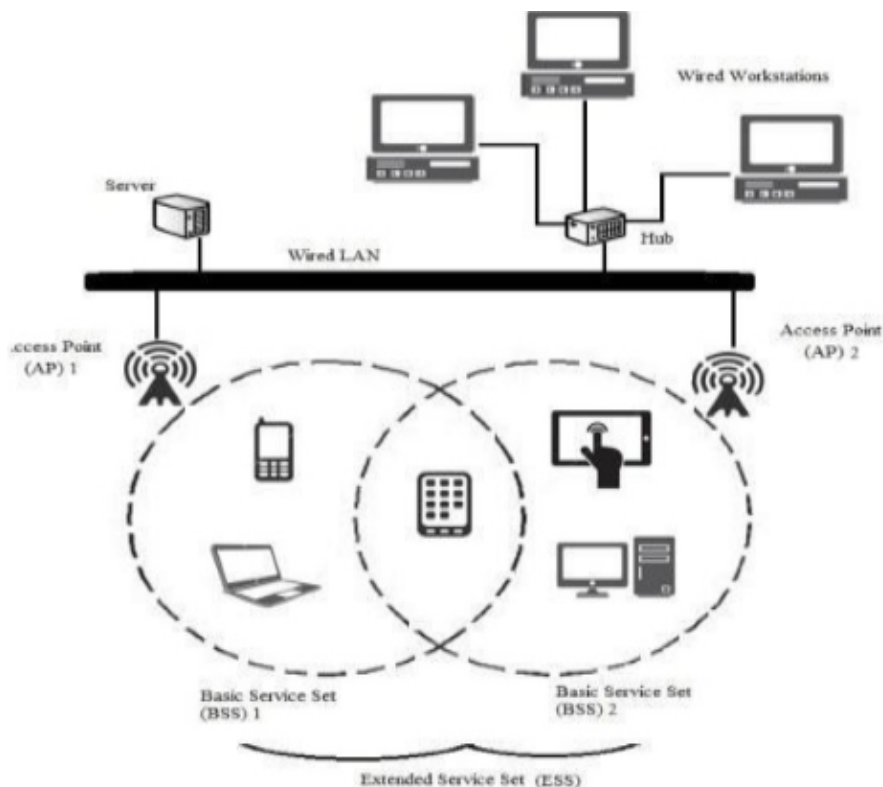 Wired Workstations
Server
Hub
Wired LAN
ccess Point
(AP) 1
Access Point
(AP) 2
Basic Service Set
(BSS) 1
Basic Service Set
(BSS) 2
Extended Service Set (ESS)